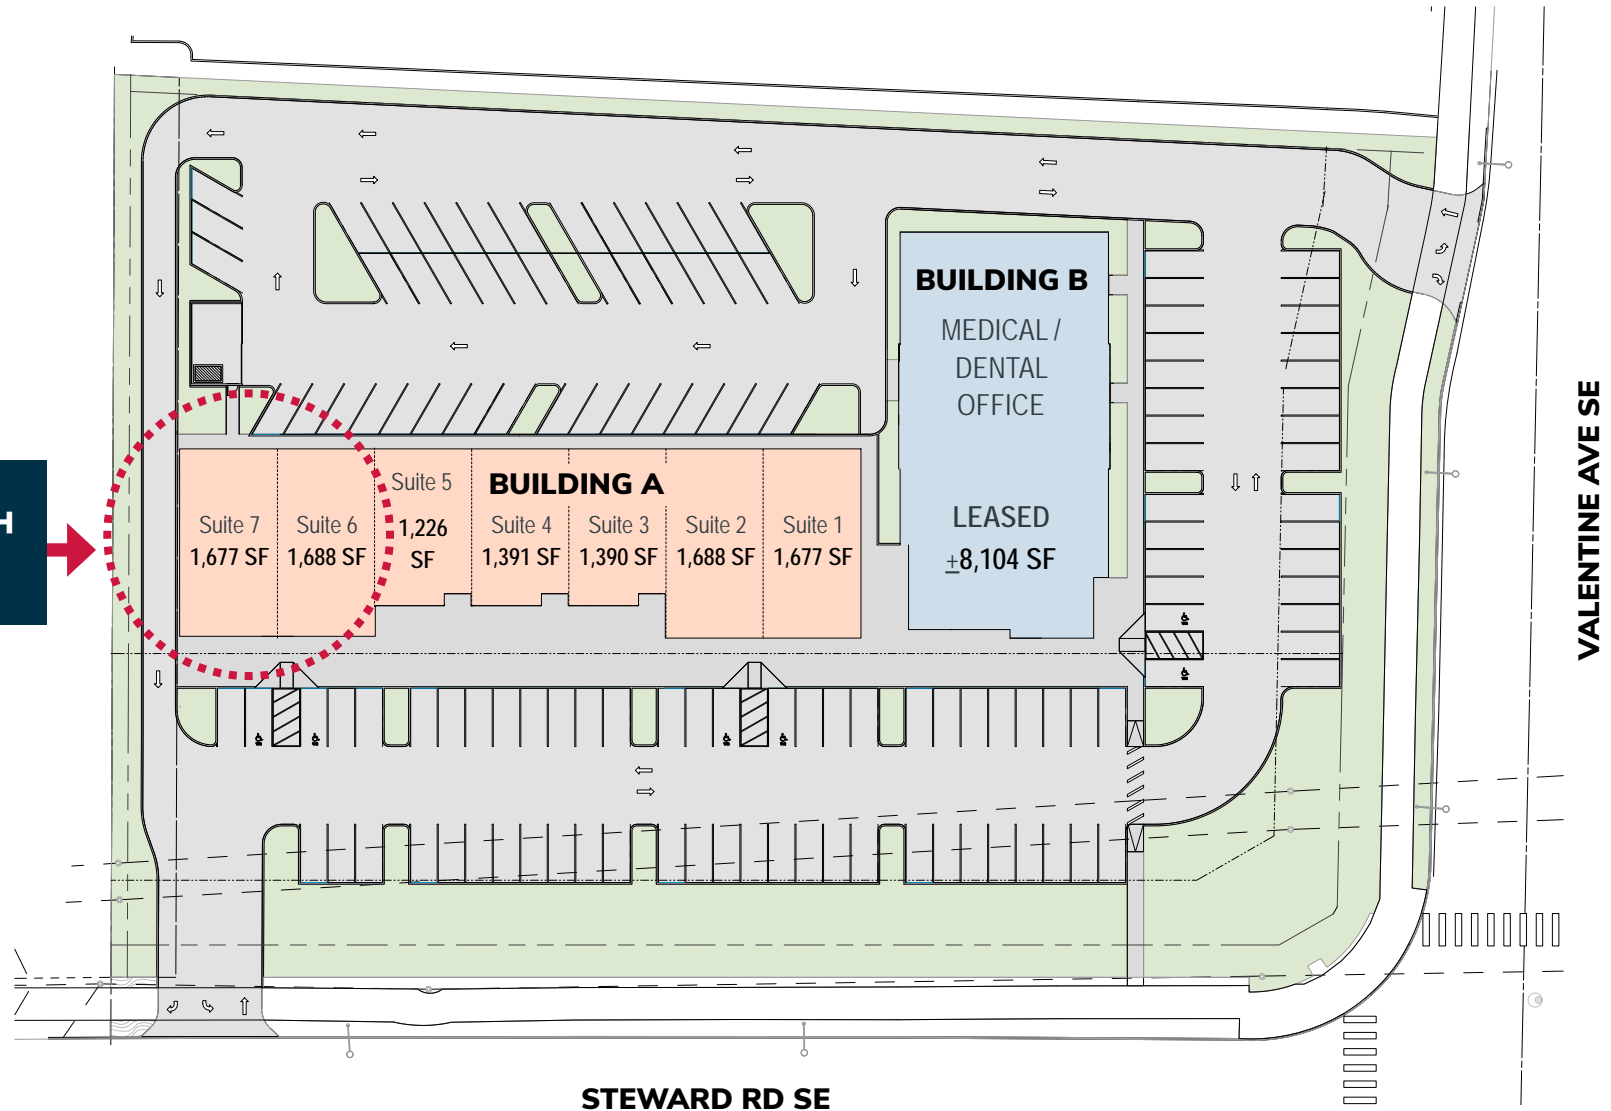 BUILDING B
MEDICAL /
DENTAL
OFFICE
LEASED
±8,104 SF
BUILDING A
Suite 7
1,677 SF
Suite 6
1,688 SF
Suite 5
1,226
SF
Suite 4
1,391 SF
Suite 3
1,390 SF
Suite 2
1,688 SF
Suite 1
1,677 SF
VALENTINE AVE SE
STEWARD RD SE